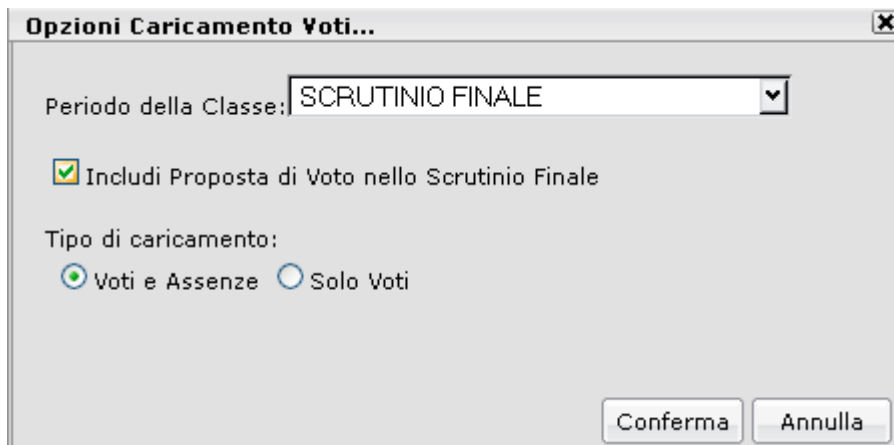 Opzioni Caricamento Voti...
Periodo della Classe: SCRUTINIO FINALE
Includi Proposta di Voto nello Scrutinio Finale
Tipo di caricamento:
Voti e Assenze Solo Voti
Conferma Annulla